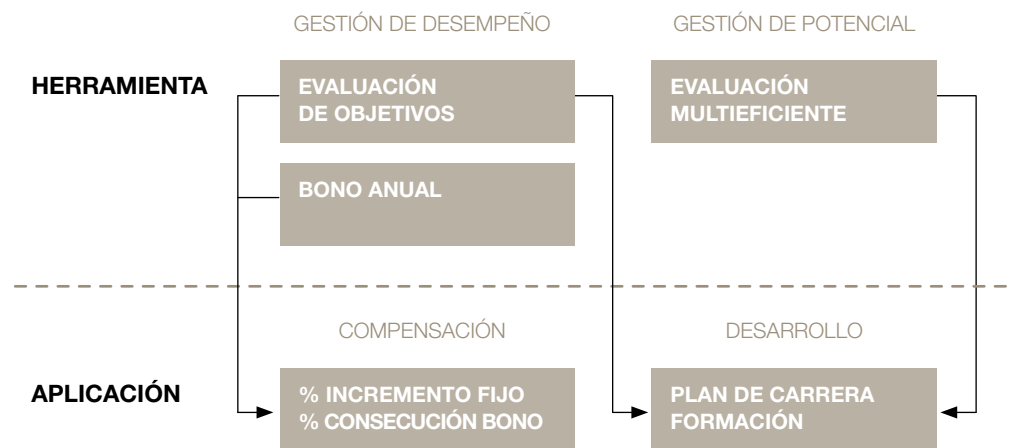 GESTIÓN DE DESEMPEÑO
GESTIÓN DE POTENCIAL
HERRAMIENTA
EVALUACIÓN
DE OBJETIVOS
EVALUACIÓN
MULTIEFICIENTE
BONO ANUAL
COMPENSACIÓN
DESARROLLO
APLICACIÓN
% INCREMENTO FIJO
% CONSECUCIÓN BONO
PLAN DE CARRERA
FORMACIÓN